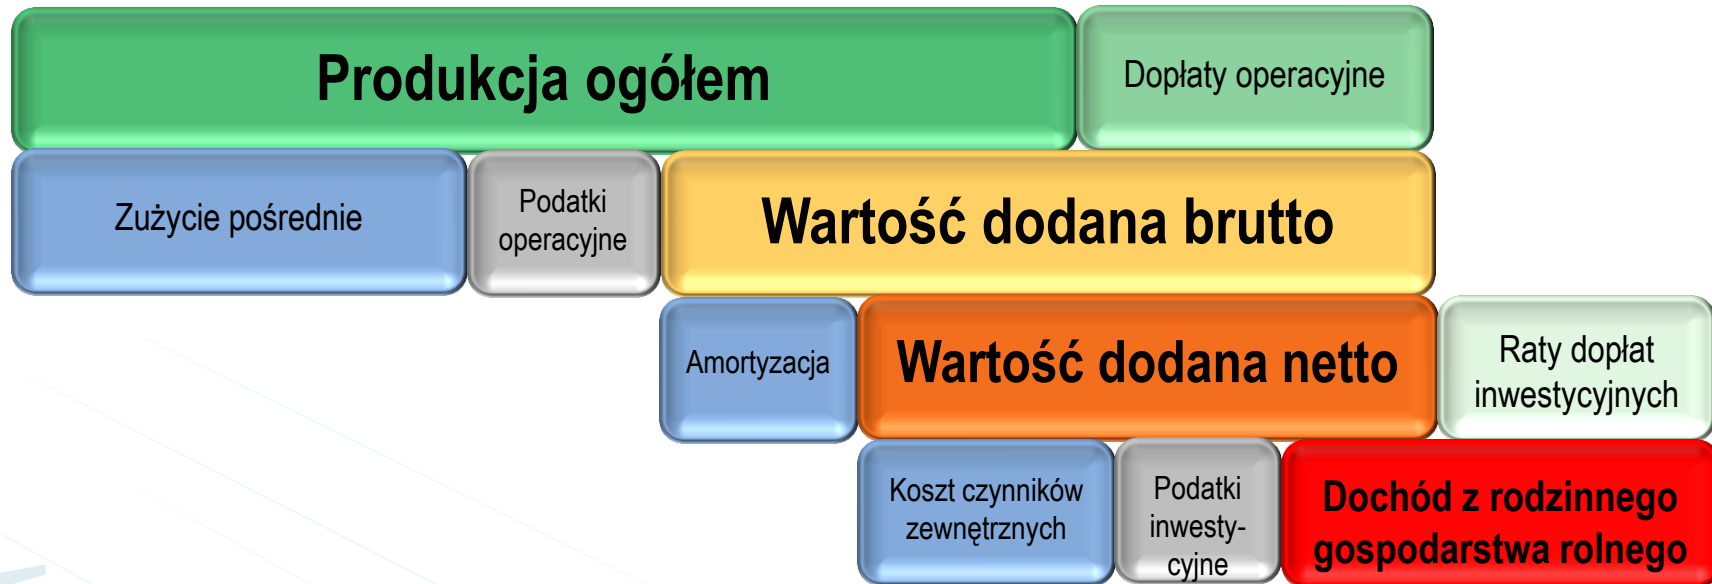 Produkcja ogółem
Dopłaty operacyjne
Zużycie pośrednie
Podatki
operacyjne
Wartość dodana brutto
Amortyzacja
Wartość dodana netto
Raty dopłat
inwestycyjnych
Koszt czynników
zewnętrznych
Podatki
inwesty-
cyjne
Dochód z rodzinnego
gospodarstwa rolnego